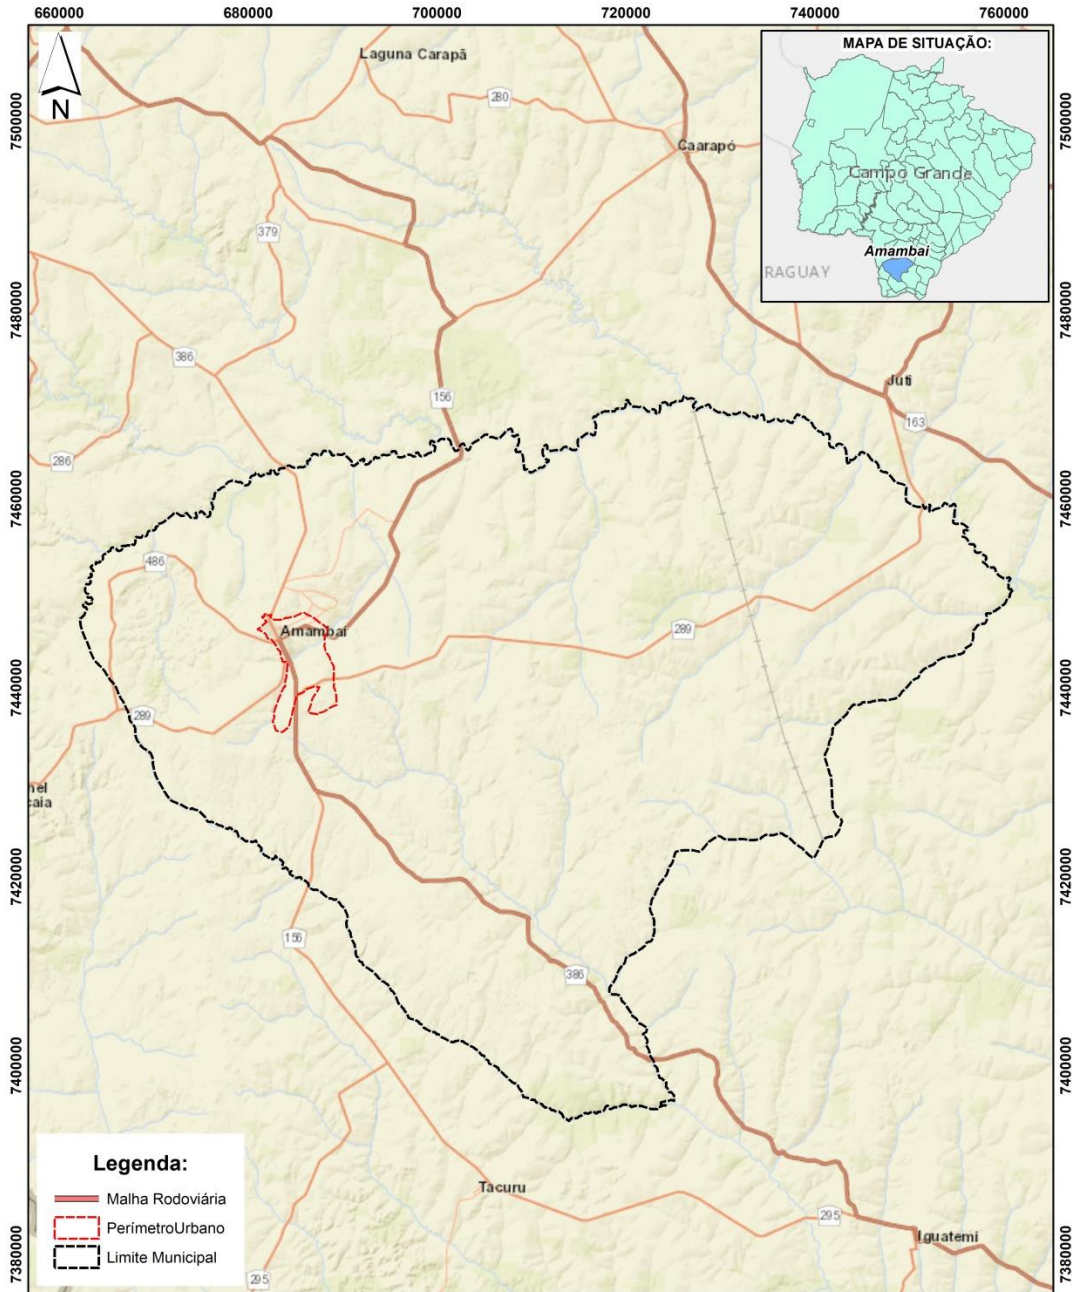 6660000 6680000 700000 720000 740000 760000
Laguna Carapã
MAPA DE SITUAÇÃO:
N
280
7500000
7500000
Caarapó
Campo Grande
379
Amambai
RAGUAY
7480000
7480000
386
Juti
156
163
286
7460000
7460000
486
Amambai
289
7440000
7440000
289
nel
caia
7420000
7420000
156
386
7400000
7400000
Legenda:
Malha Rodoviária
PerímetroUrbano
Limite Municipal
Tacuru
295
Iguatemi
7380000
7380000
295